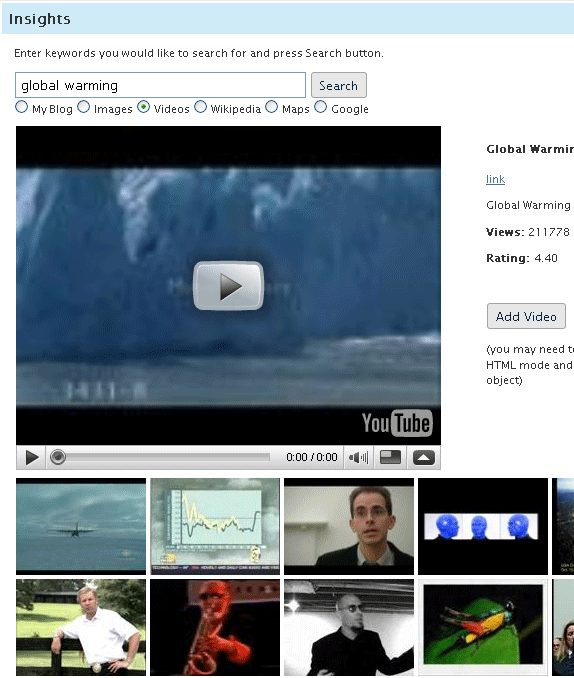 Insights
Enter keywords you would like to search for and press Search button.
global warming Search
My Blog Images Videos Wikipedia Maps Google
Global Warmin
link
Global Warming
Views: 211778
Rating: 4.40
Add Video
(you may need to
HTML mode and
object)
YouTube
0:00 / 0:00